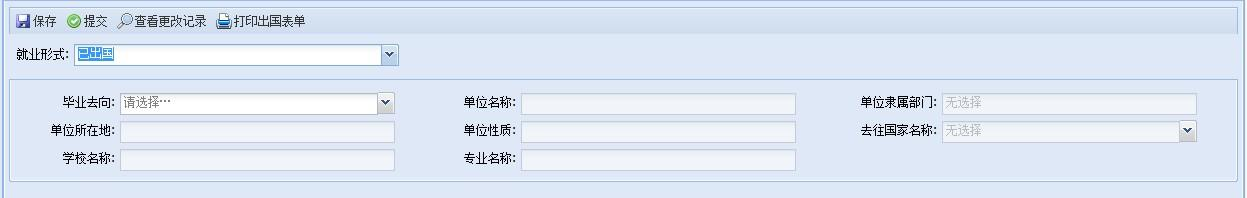 保存 提交 查看更改记录 打印出国表单
就业形式: 已出国
毕业去向: 请选择… 单位名称: 单位隶属部门: 无选择
单位所在地: 单位性质: 去往国家名称: 无选择
学校名称: 专业名称: